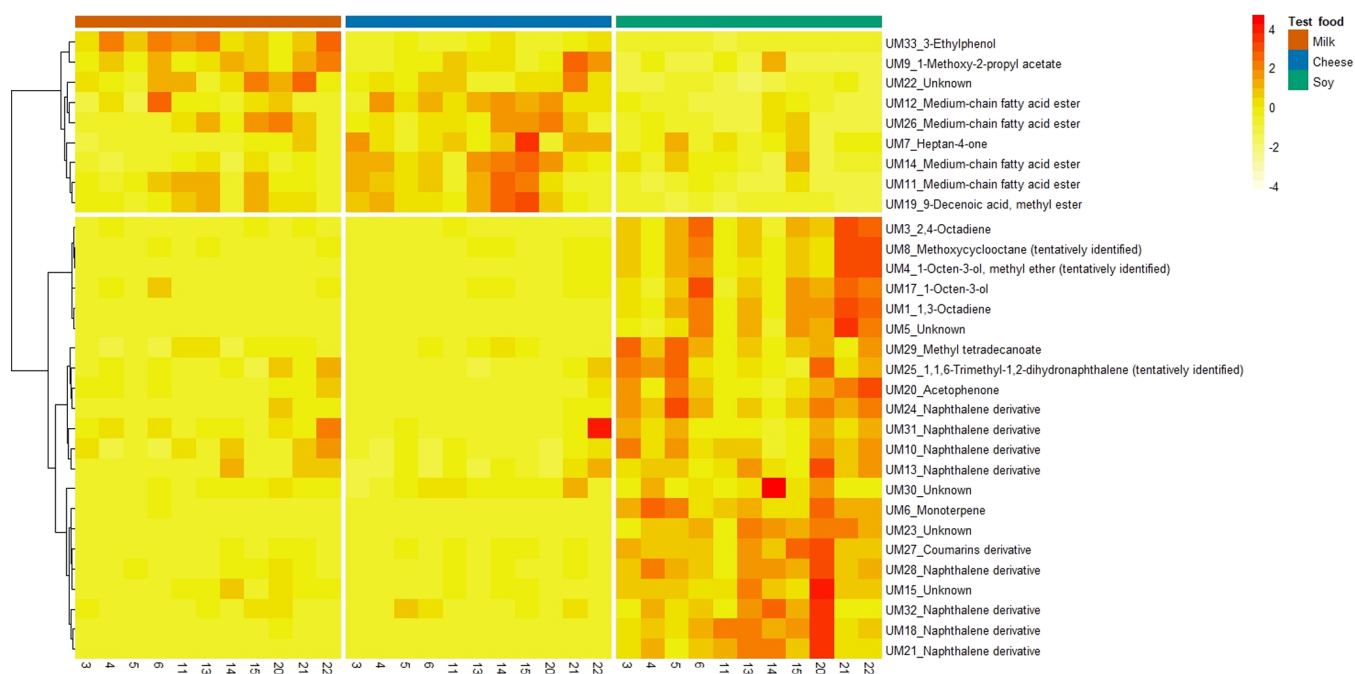 Test food
Milk
Cheese
Soy
4
2
0
-2
-4
UM33_3-Ethylphenol
UM9_1-Methoxy-2-propyl acetate
UM22_Unknown
UM12_Medium-chain fatty acid ester
UM26_Medium-chain fatty acid ester
UM7_Heptan-4-one
UM14_Medium-chain fatty acid ester
UM11_Medium-chain fatty acid ester
UM19_9-Decenoic acid, methyl ester
UM3_2,4-Octadiene
UM8_Methoxycyclooctane (tentatively identified)
UM4_1-Octen-3-ol, methyl ether (tentatively identified)
UM17_1-Octen-3-ol
UM1_1,3-Octadiene
UM5_Unknown
UM29_Methyl tetradecanoate
UM25_1,1,6-Trimethyl-1,2-dihydronaphthalene (tentatively identified)
UM20_Acetophenone
UM24_Naphthalene derivative
UM31_Naphthalene derivative
UM10_Naphthalene derivative
UM13_Naphthalene derivative
UM30_Unknown
UM6_Monoterpene
UM23_Unknown
UM27_Coumarins derivative
UM28_Naphthalene derivative
UM15_Unknown
UM32_Naphthalene derivative
UM18_Naphthalene derivative
UM21_Naphthalene derivative
3 4 5 6 11 13 14 15 20 21 22 3 4 5 6 11 13 14 15 20 21 22 3 4 5 6 11 13 14 15 20 21 22